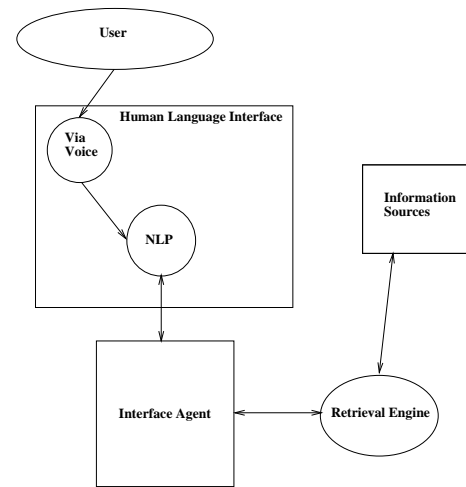 User
Human Language Interface
Via
Voice
NLP
Information
Sources
Interface Agent
Retrieval Engine